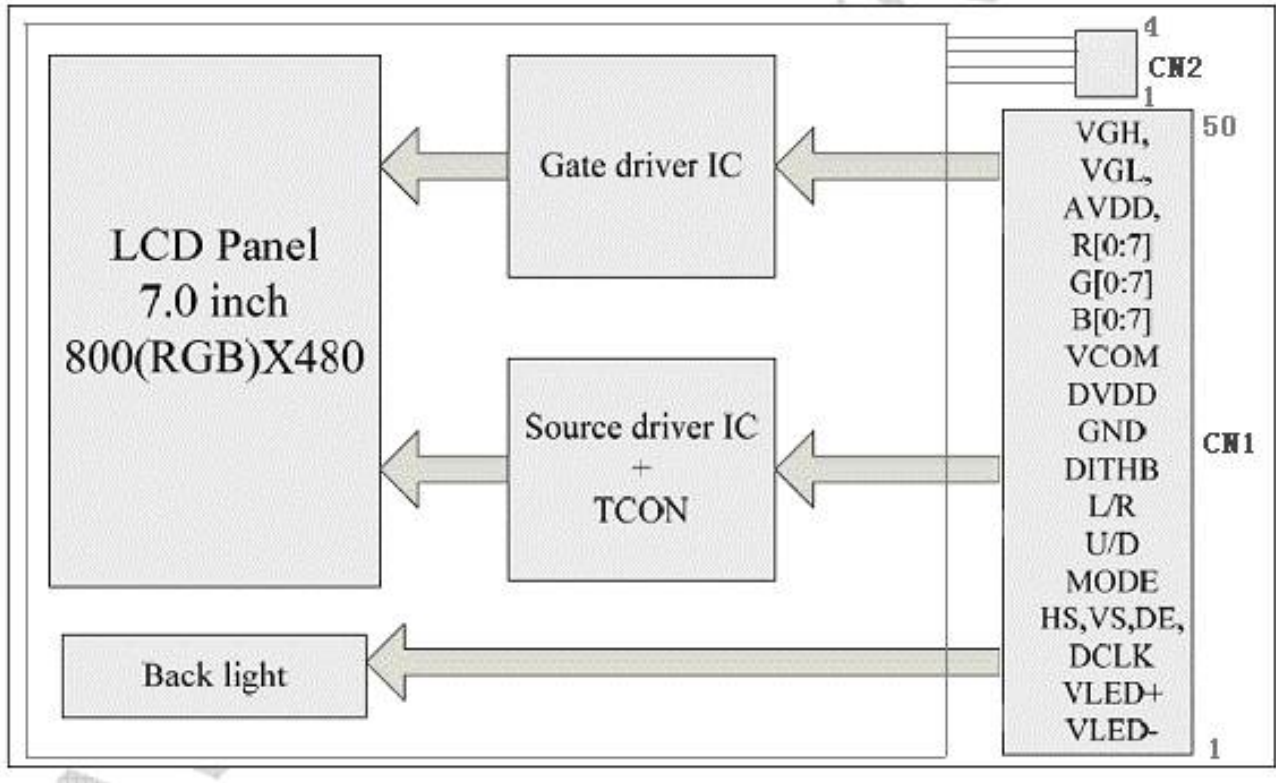 LCD Panel
7.0 inch
800(RGB)X480
Gate driver IC
Source driver IC
+
TCON
Back light
4
CN2
1
50
VGH,
VGL,
AVDD,
R[0:7]
G[0:7]
B[0:7]
VCOM
DVDD
GND
DITHB
L/R
U/D
MODE
HS,VS,DE,
DCLK
VLED+
VLED-
CN1
1